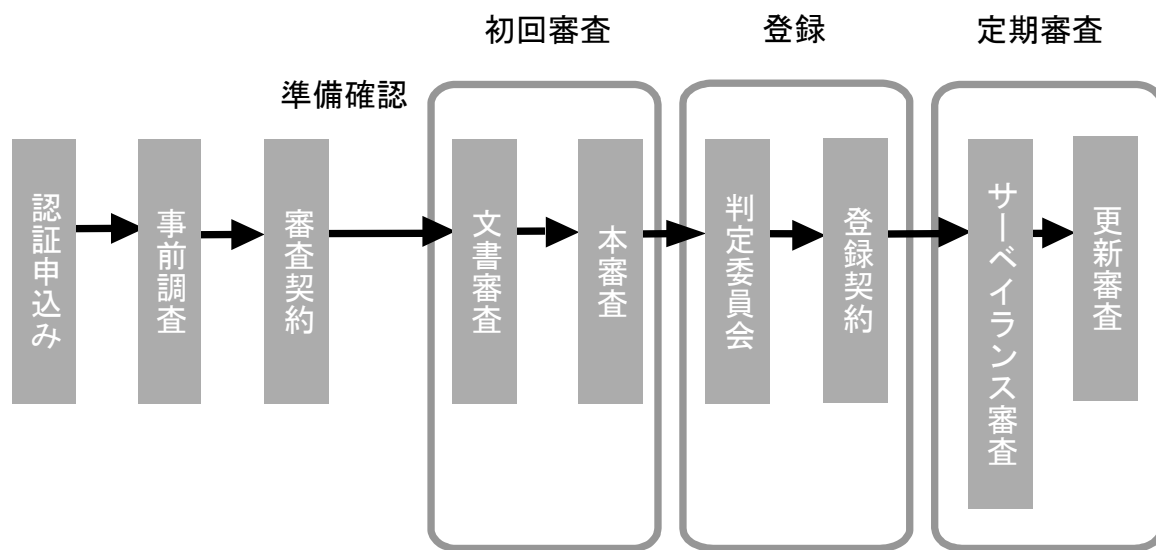 初回審査
登録
定期審査
準備確認
認証申込み
事前調査
審査契約
文書審査
本審査
判定委員会
登録契約
サーベイランス審査
更新審査